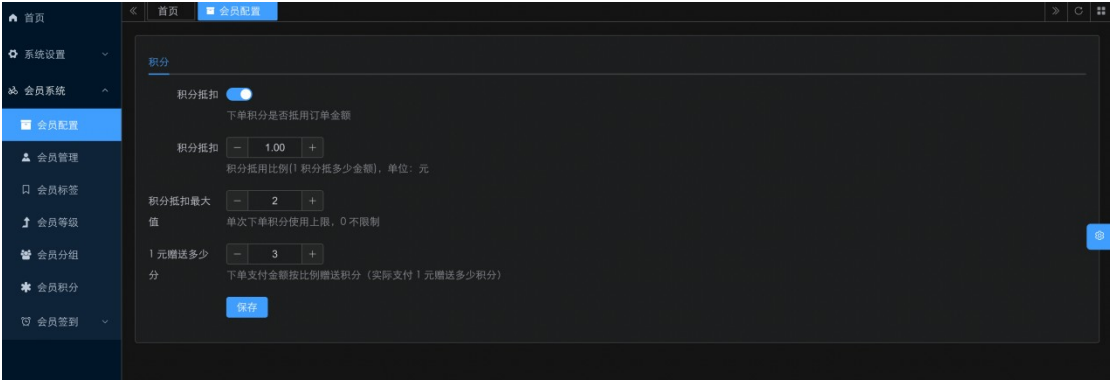 首页
系统设置
会员系统
会员配置
会员管理
会员标签
会员等级
会员分组
会员积分
会员签到
首页
会员配置
积分
积分抵扣
下单积分是否抵用订单金额
积分抵扣
1.00
积分抵用比例(1 积分抵多少金额)，单位：元
积分抵扣最大
值
2
单次下单积分使用上限，0 不限制
1 元赠送多少
分
3
下单支付金额按比例赠送积分（实际支付 1 元赠送多少积分）
保存